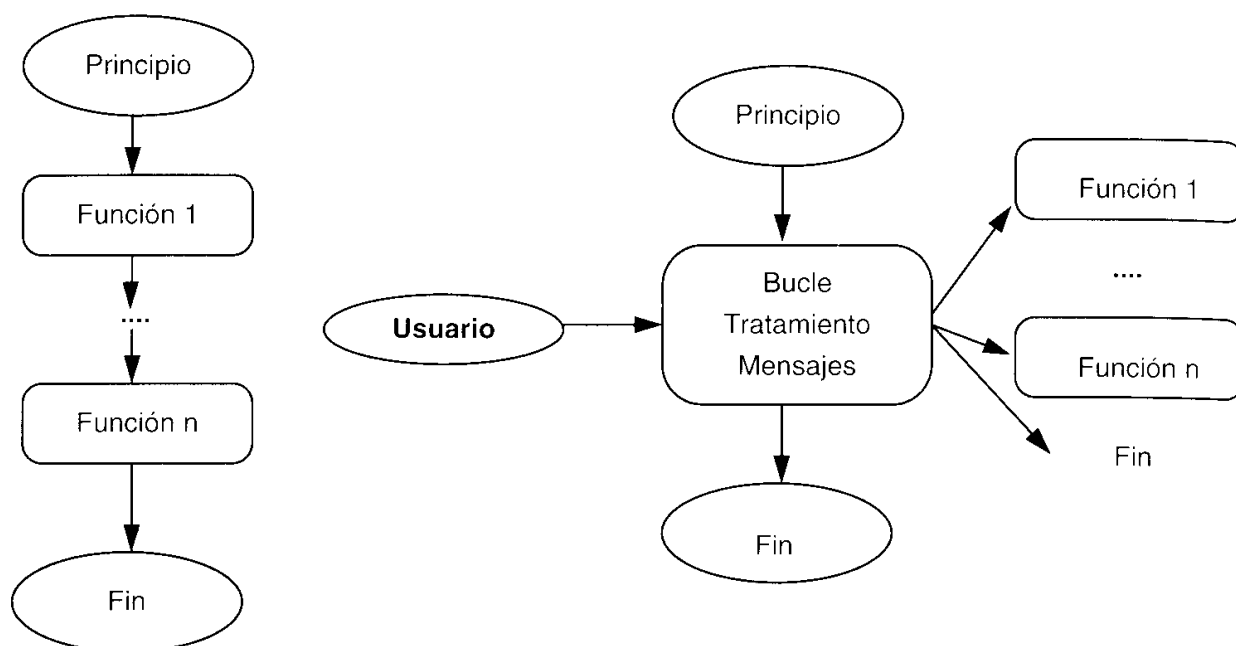 Principio
Función 1
....
Función n
Fin
Usuario
Principio
Bucle
Tratamiento
Mensajes
Fin
Función 1
....
Función n
Fin